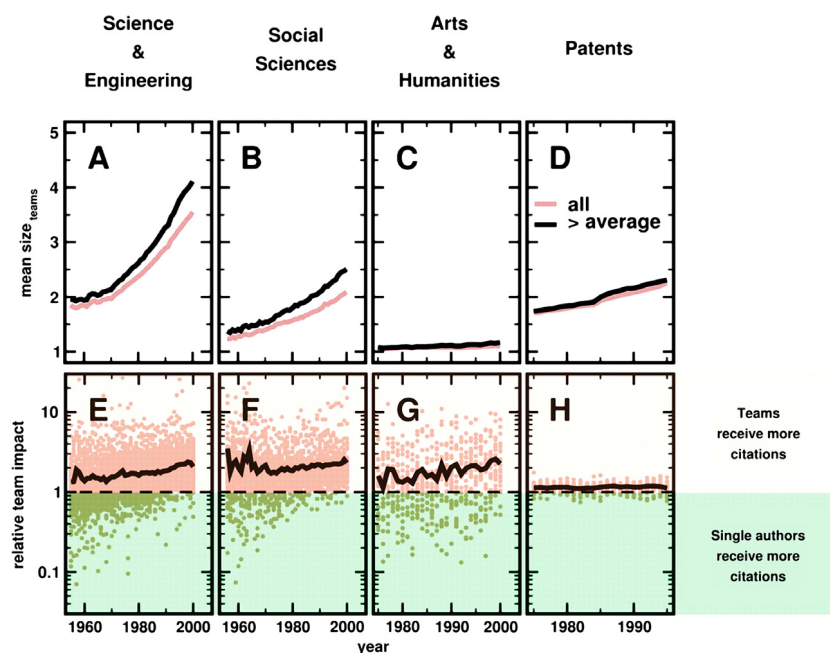 Science
&
Engineering
Social
Sciences
Arts
&
Humanities
Patents
mean size teams
5
4
3
2
1
A
B
C
D
all
> average
relative team impact
10
1
0.1
E
F
G
H
Teams
receive more
citations
Single authors
receive more
citations
1960 1980 2000
1960 1980 2000
1980 1990 2000
1980 1990
year